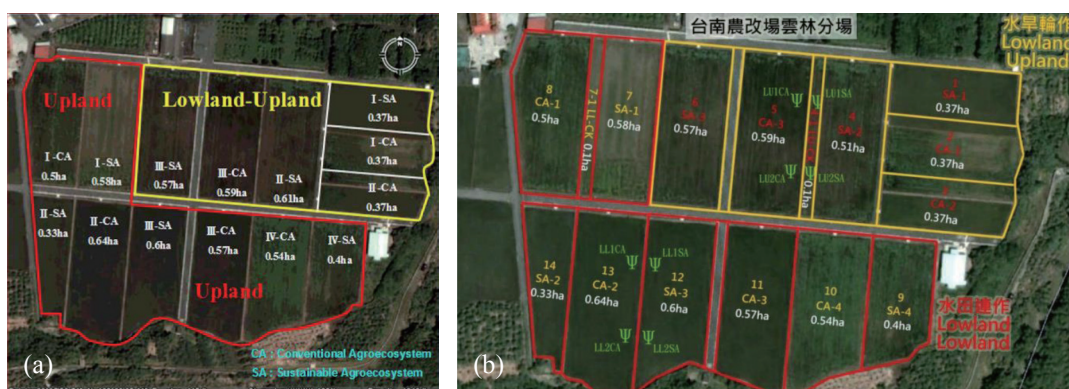 Upland
Lowland-Upland
N
I -SA
0.37ha
I -CA
0.37ha
II-CA
0.37ha
I -CA
0.5ha
I -SA
0.58ha
III-SA
0.57ha
III-CA
0.59ha
II-SA
0.61ha
II-SA
0.33ha
II-CA
0.64ha
III-SA
0.6ha
III-CA
0.57ha
IV-CA
0.54ha
IV-SA
0.4ha
Upland
(a)
CA : Conventional Agroecosystem
SA : Sustainable Agroecosystem
台南農改場雲林分場
水旱輪作
Lowland
Upland
8
CA-1
0.5ha
7-1 LL-CK 0.1ha
7
SA-1
0.58ha
6
SA-3
0.57ha
LU1CA
LU1SA
5
CA-3
0.59ha
4
SA-2
0.51ha
LU2CA
LU2SA
0.1ha
1
SA-1
0.37ha
0.37ha
3
CA-2
0.37ha
14
SA-2
0.33ha
LL1CA
LL1SA
13
CA-2
0.64ha
12
SA-3
0.6ha
LL2CA
LL2SA
11
CA-3
0.57ha
10
CA-4
0.54ha
9
SA-4
0.4ha
水田連作
Lowland
Lowland
(b)